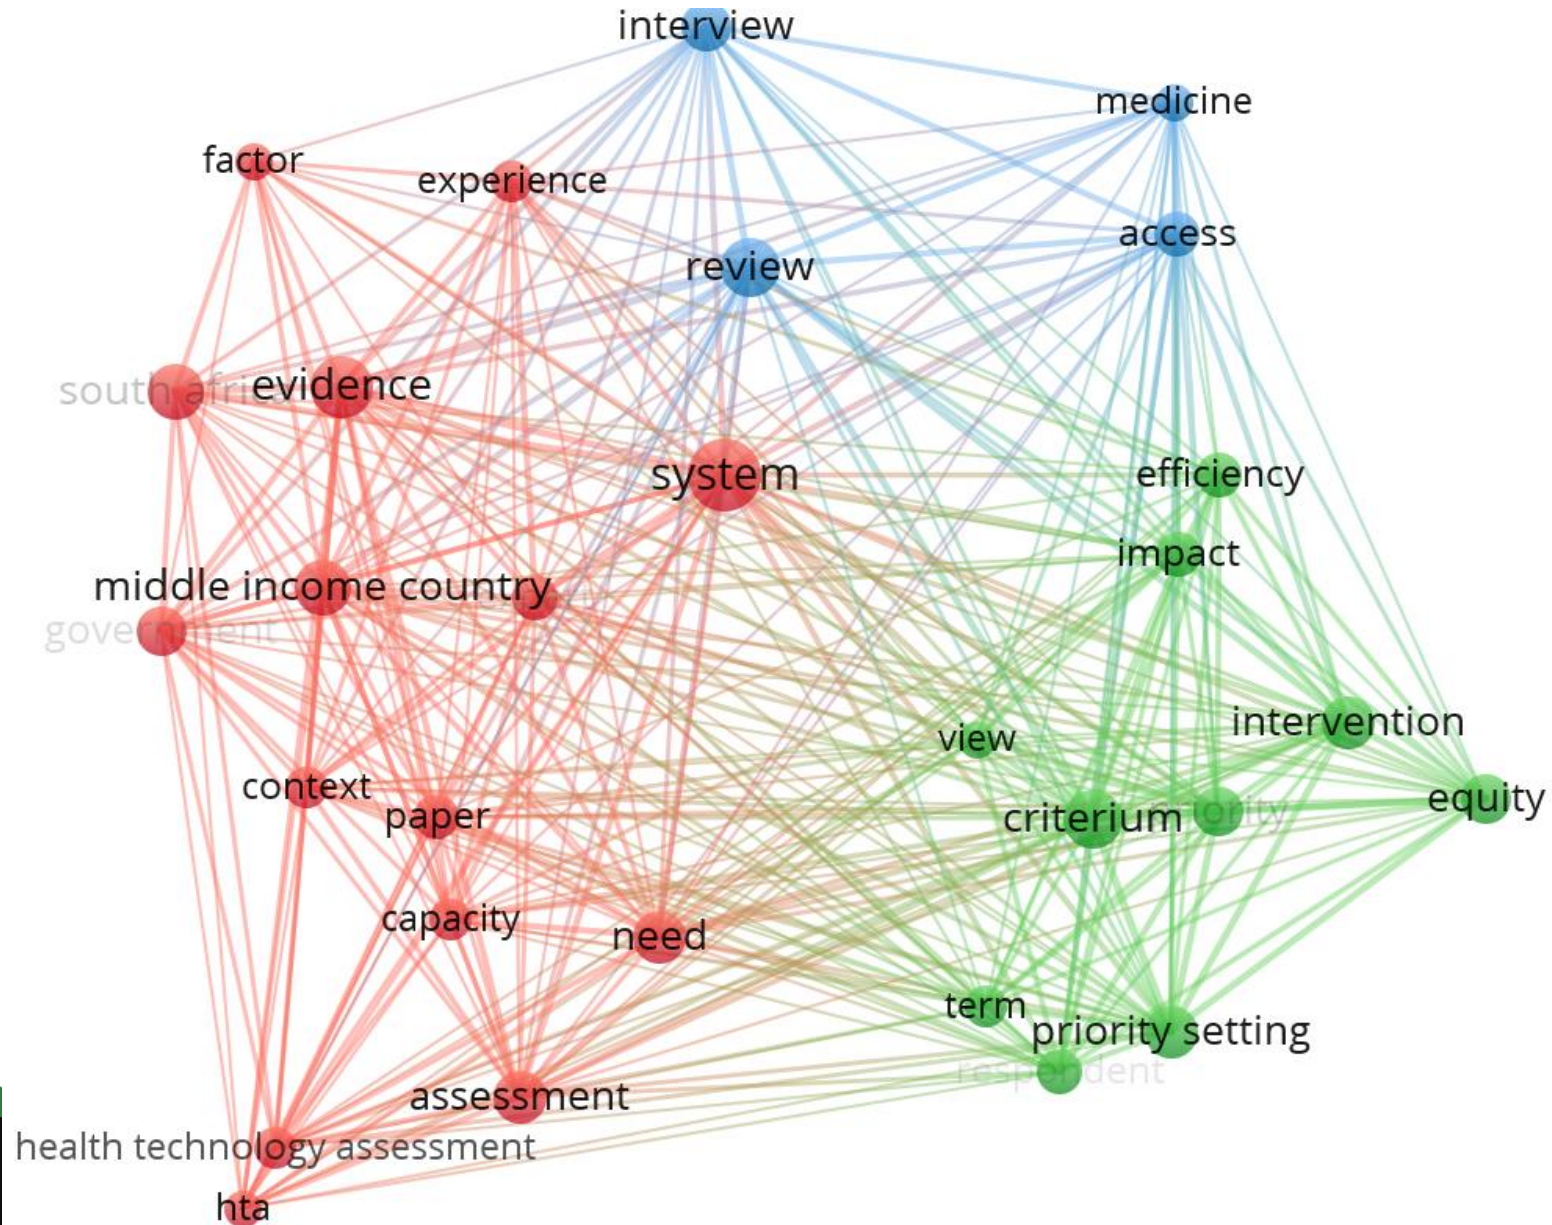 interview
medicine
factor
experience
access
review
south africa
evidence
system
efficiency
impact
middle income country
government
intervention
view
context
equity
paper
criterium
priority
capacity
need
term
priority setting
respondent
assessment
health technology assessment
hta